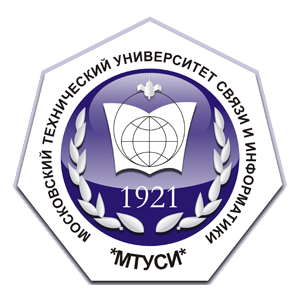 МОСКОВСКИЙ ТЕХНИЧЕСКИЙ УНИВЕРСИТЕТ СВЯЗИ И ИНФОРМАТИКИ
1921
*МТУСИ*